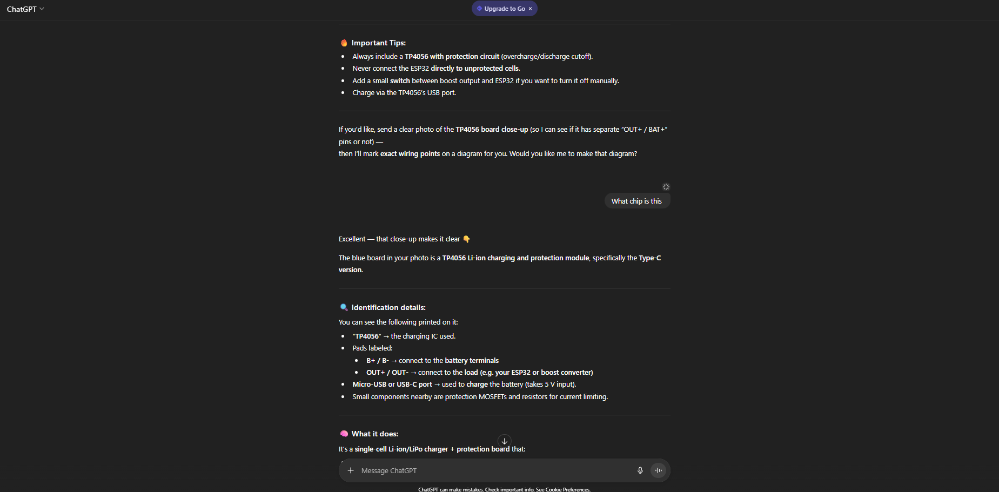 ChatGPT
Upgrade to Go ×
🔥 Important Tips:
• Always include a TP4056 with protection circuit (overcharge/discharge cutoff).
• Never connect the ESP32 directly to unprotected cells.
• Add a small switch between boost output and ESP32 if you want to turn it off manually.
• Charge via the TP4056's USB port.
If you'd like, send a clear photo of the TP4056 board close-up (so I can see if it has separate “OUT+ / BAT+”
pins or not) —
then I'll mark exact wiring points on a diagram for you. Would you like me to make that diagram?
What chip is this
Excellent — that close-up makes it clear 👇
The blue board in your photo is a TP4056 Li-ion charging and protection module, specifically the Type-C
version.
🔍 Identification details:
You can see the following printed on it:
• “TP4056” → the charging IC used.
• Pads labeled:
• B+ / B- → connect to the battery terminals
• OUT+ / OUT- → connect to the load (e.g. your ESP32 or boost converter)
• Micro-USB or USB-C port → used to charge the battery (takes 5 V input).
• Small components nearby are protection MOSFETs and resistors for current limiting.
🧠 What it does:
It's a single-cell Li-ion/LiPo charger + protection board that:
Message ChatGPT
ChatGPT can make mistakes. Check important info. See Cookie Preferences.